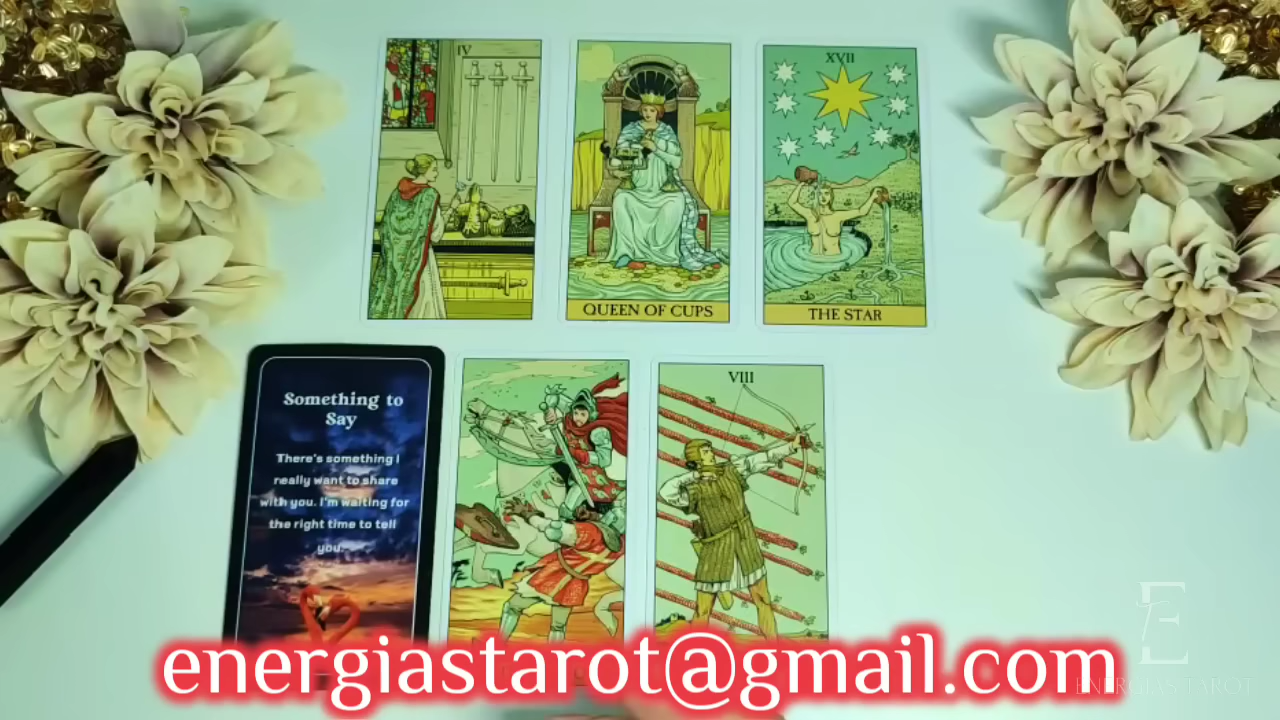 IV
QUEEN OF CUPS
XVII
THE STAR
Something to
Say
There's something I
really want to share
with you. I'm waiting for
the right time to tell
you.
VIII
energiastarot@gmail.com
E
ENERGIAS TAROT